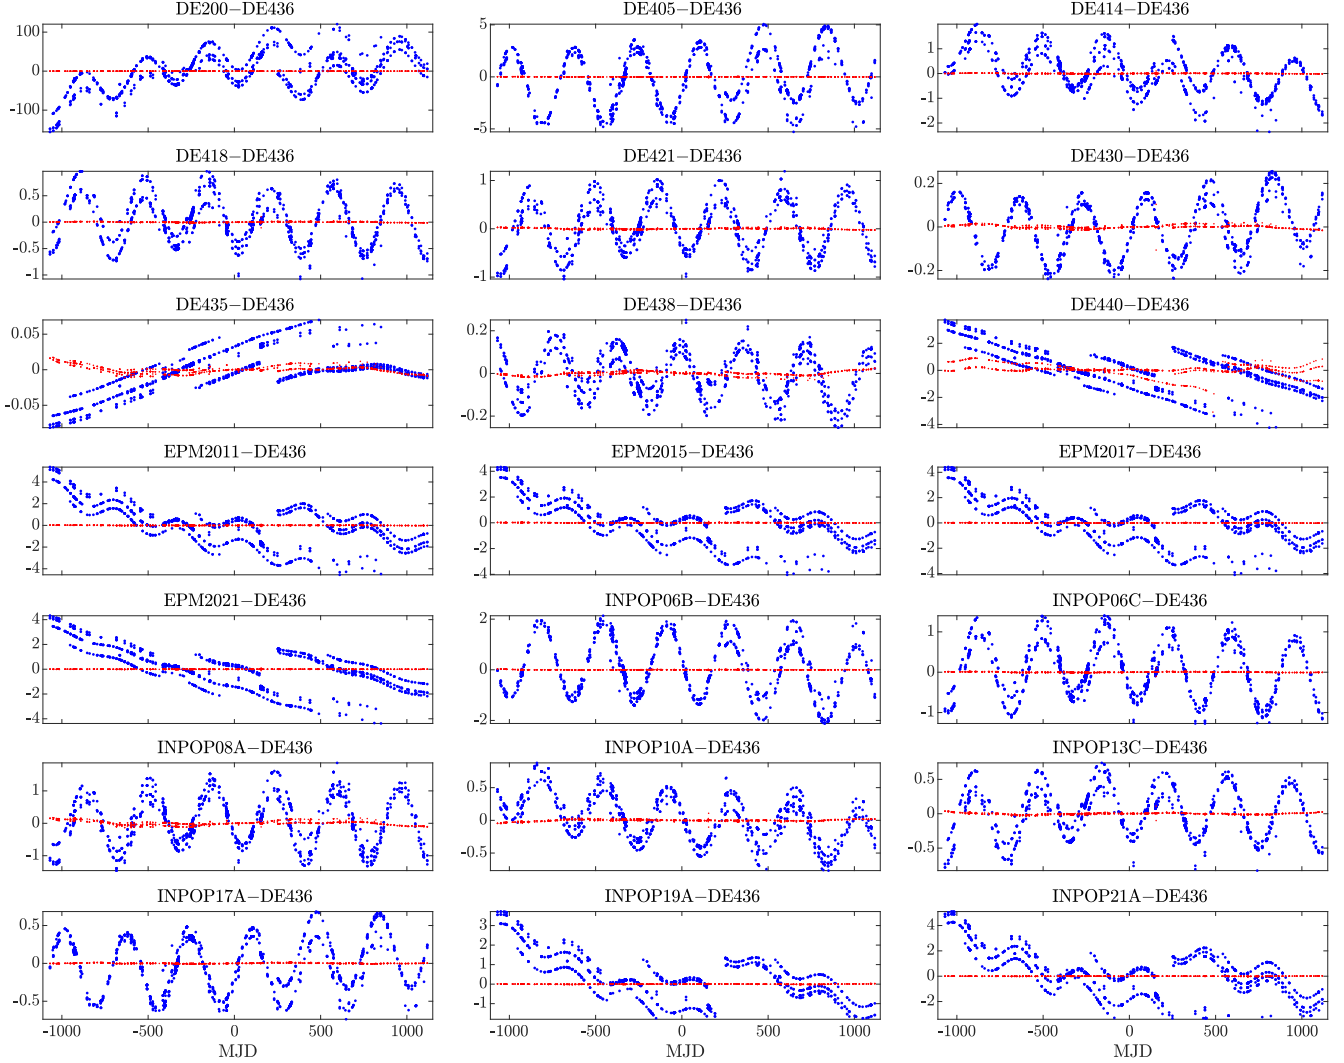 DE200−DE436 DE405−DE436 DE414−DE436
100 0 -100
5 0 -5
1 0 -1 -2
DE418−DE436 DE421−DE436 DE430−DE436
0.5 0 -0.5 -1
1 0 -1
0.2 0 -0.2
DE435−DE436 DE438−DE436 DE440−DE436
0.05 0 -0.05
0.2 0 -0.2
2 0 -2 -4
EPM2011−DE436 EPM2015−DE436 EPM2017−DE436
4 2 0 -2 -4
4 2 0 -2 -4
4 2 0 -2 -4
EPM2021−DE436 INPOP06B−DE436 INPOP06C−DE436
4 2 0 -2 -4
2 0 -2
1 0 -1
INPOP08A−DE436 INPOP10A−DE436 INPOP13C−DE436
1 0 -1
0.5 0 -0.5
0.5 0 -0.5
INPOP17A−DE436 INPOP19A−DE436 INPOP21A−DE436
0.5 0 -0.5
3 2 1 0 -1
4 2 0 -2
-1000 -500 0 500 1000 -1000 -500 0 500 1000 -1000 -500 0 500 1000
MJD MJD MJD